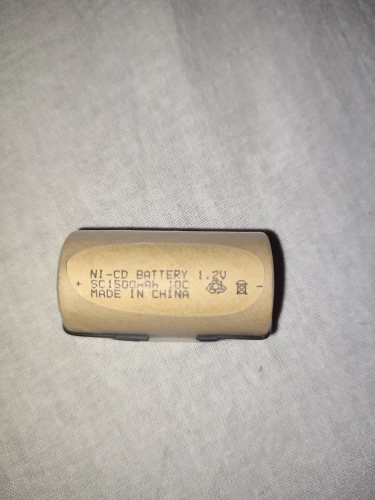 NI-CD BATTERY 1.2V
+ SC1500mAh 10C -
MADE IN CHINA